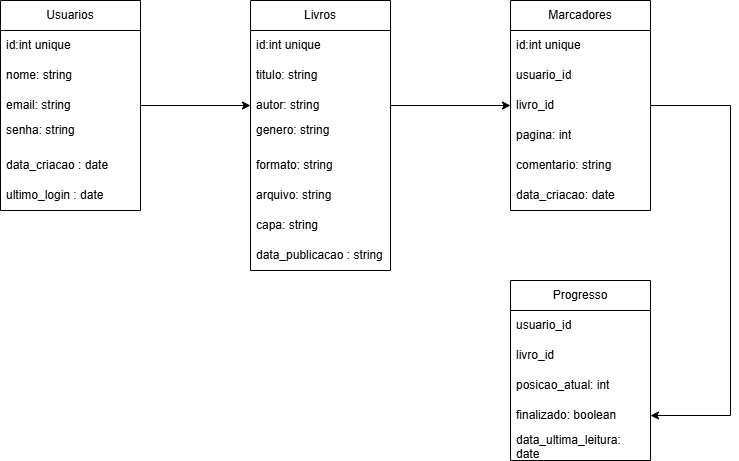 Usuarios
id:int unique
nome: string
email: string
senha: string
data_criacao : date
ultimo_login : date
Livros
id:int unique
titulo: string
autor: string
genero: string
formato: string
arquivo: string
capa: string
data_publicacao : string
Marcadores
id:int unique
usuario_id
livro_id
pagina: int
comentario: string
data_criacao: date
Progresso
usuario_id
livro_id
posicao_atual: int
finalizado: boolean
data_ultima_leitura:
date